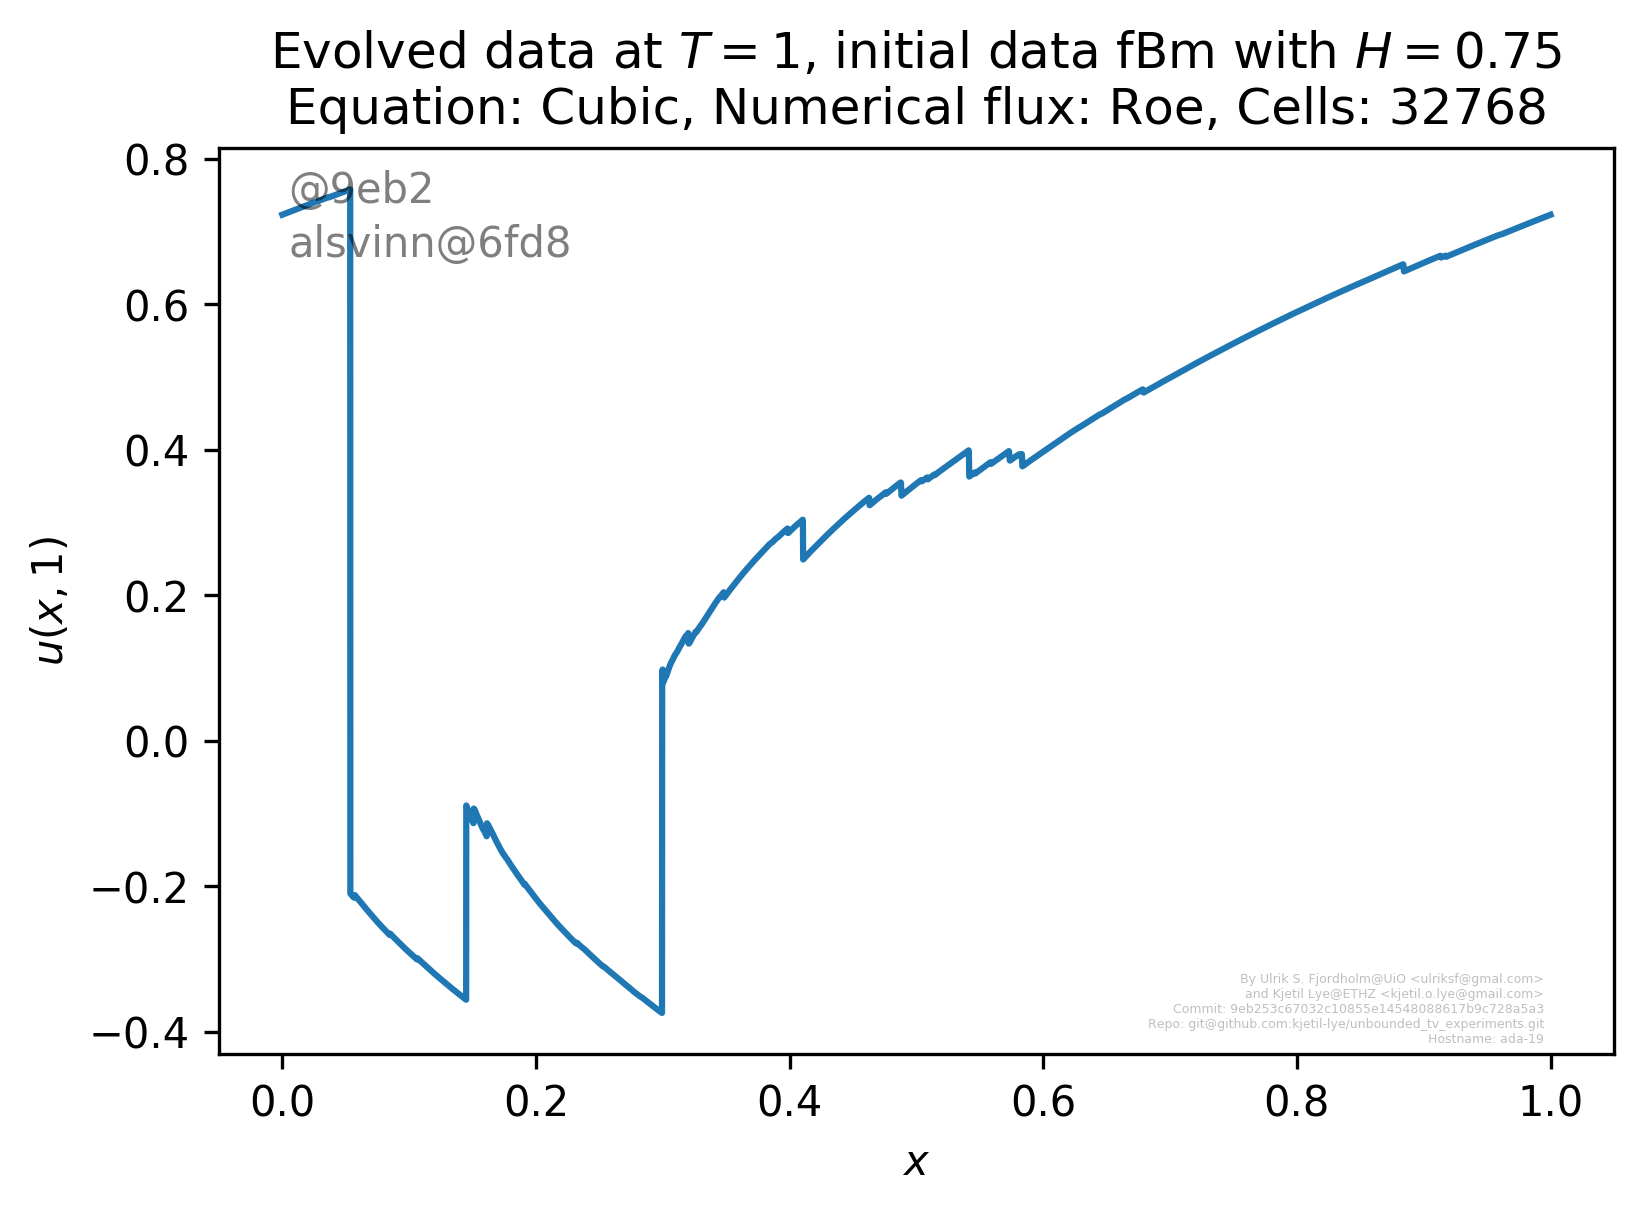 Evolved data at T = 1, initial data fBm with H = 0.75
Equation: Cubic, Numerical flux: Roe, Cells: 32768
@9eb2
alsvinn@6fd8
0.8
0.6
0.4
0.2
0.0
−0.2
−0.4
u(x, 1)
0.0 0.2 0.4 0.6 0.8 1.0
x
By Ulrik S. Fjordholm@UiO <ulriksf@gmal.com>
and Kjetil Lye@ETHZ <kjetil.o.lye@gmail.com>
Commit: 9eb253c67032c10855e14548088617b9c728a5a3
Repo: git@github.com:kjetil-lye/unbounded_tv_experiments.git
Hostname: ada-19